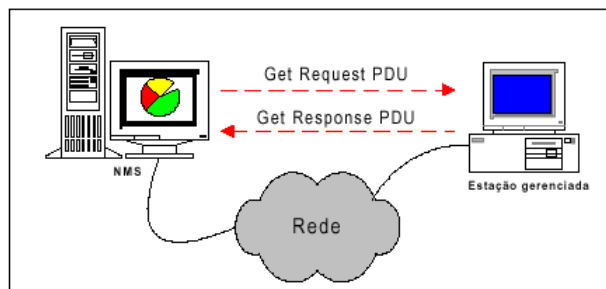 Get Request PDU
Get Response PDU
NMS
Estação gerenciada
Rede